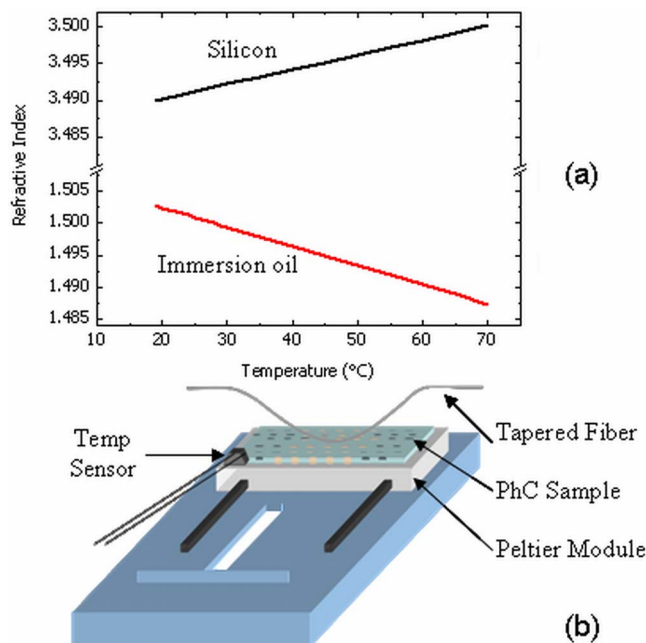 3.500
Silicon
3.495
3.490
3.485
Refractive Index
(a)
1.505
1.500
1.495
Immersion oil
1.490
1.485
10 20 30 40 50 60 70
Temperature (°C)
Temp
Sensor
Tapered Fiber
PhC Sample
Peltier Module
(b)